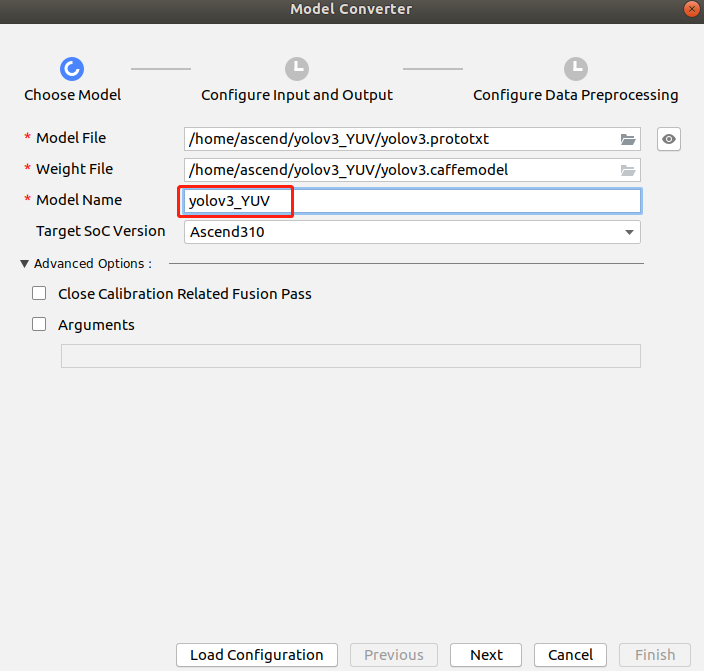 Model Converter
Choose Model
Configure Input and Output
Configure Data Preprocessing
* Model File
/home/ascend/yolov3_YUV/yolov3.prototxt
* Weight File
/home/ascend/yolov3_YUV/yolov3.caffemodel
* Model Name
yolov3_YUV
Target SoC Version
Ascend310
Advanced Options :
Close Calibration Related Fusion Pass
Arguments
Load Configuration
Previous
Next
Cancel
Finish